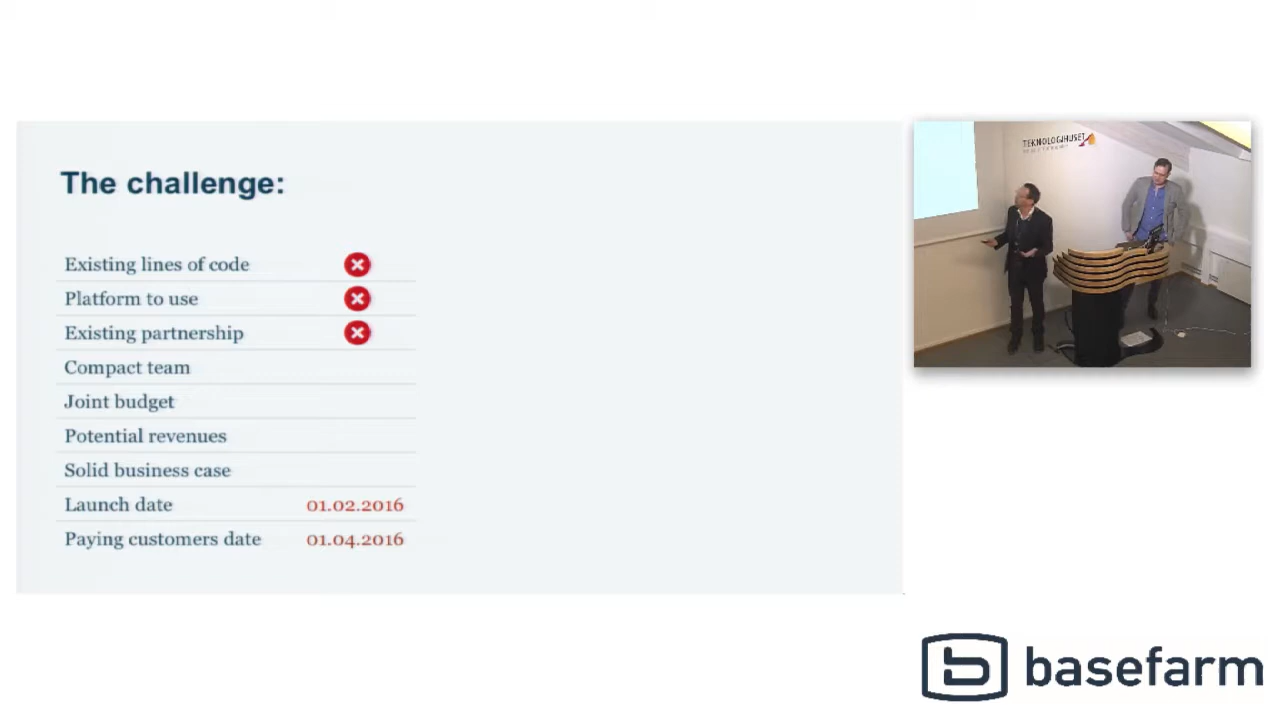 The challenge:
Existing lines of code
Platform to use
Existing partnership
Compact team
Joint budget
Potential revenues
Solid business case
Launch date 01.02.2016
Paying customers date 01.04.2016
TEKNOLOGIHUSET
basefarm